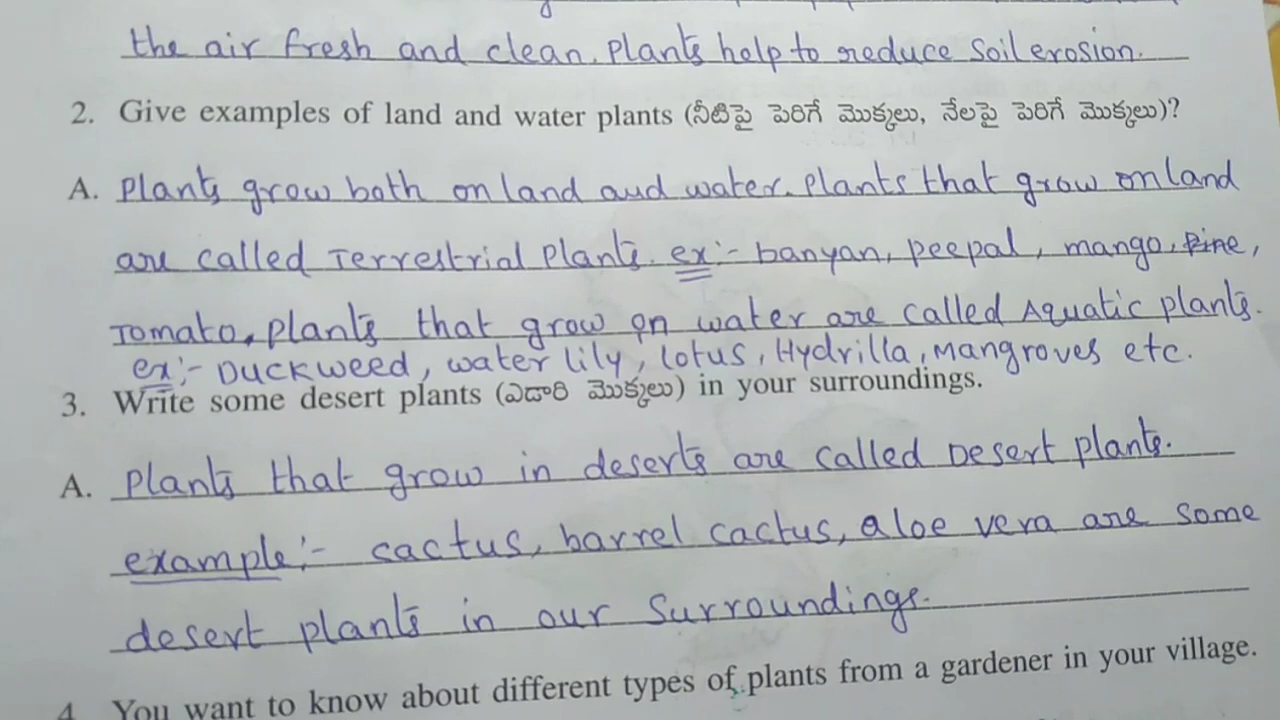 the air fresh and clean. Plants help to reduce soil erosion.
2. Give examples of land and water plants (నీటిపై పెరిగే మొక్కలు, నేలపై పెరిగే మొక్కలు)?
A. Plants grow both on land and water. Plants that grow on land
are called Terrestrial Plants. ex:- banyan, peepal, mango, Pine,
Tomato, plants that grow on water are called Aquatic plants.
ex:- Duckweed, water lily, lotus, Hydrilla, Mangroves etc.
3. Write some desert plants (ఎడారి మొక్కలు) in your surroundings.
A. Plants that grow in deserts are called Desert plants.
example:- cactus, barrel cactus, aloe vera are some
desert plants in our surroundings.
4. You want to know about different types of plants from a gardener in your village.